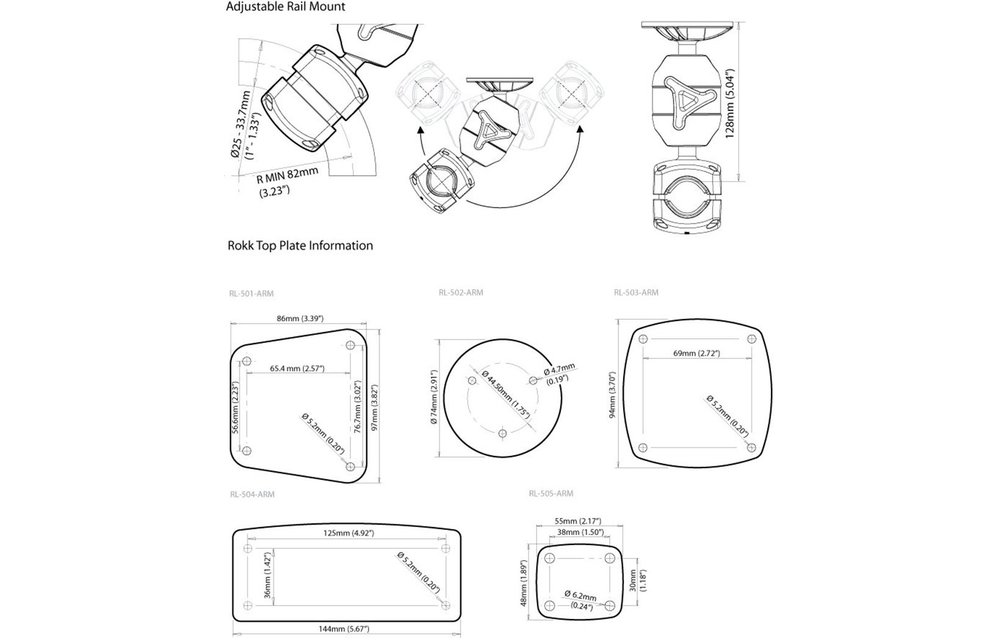 Adjustable Rail Mount
Ø25 - 33.7mm
(1" - 1.33")
R MIN 82mm
(3.23")
128mm (5.04")
Rokk Top Plate Information
RL-501-ARM
86mm (3.39")
65.4 mm (2.57")
56.6mm (2.23")
Ø 5.2mm (0.20")
76.7mm (3.02")
97mm (3.82")
RL-502-ARM
Ø 74mm (2.91")
Ø 44.50mm (1.75")
Ø 4.7mm
(0.19")
RL-503-ARM
94mm (3.70")
69mm (2.72")
Ø 5.2mm (0.20")
RL-504-ARM
125mm (4.92")
36mm (1.42")
Ø 5.2mm (0.20")
144mm (5.67")
RL-505-ARM
55mm (2.17")
38mm (1.50")
48mm (1.89")
30mm
(1.18")
Ø 6.2mm
(0.24")